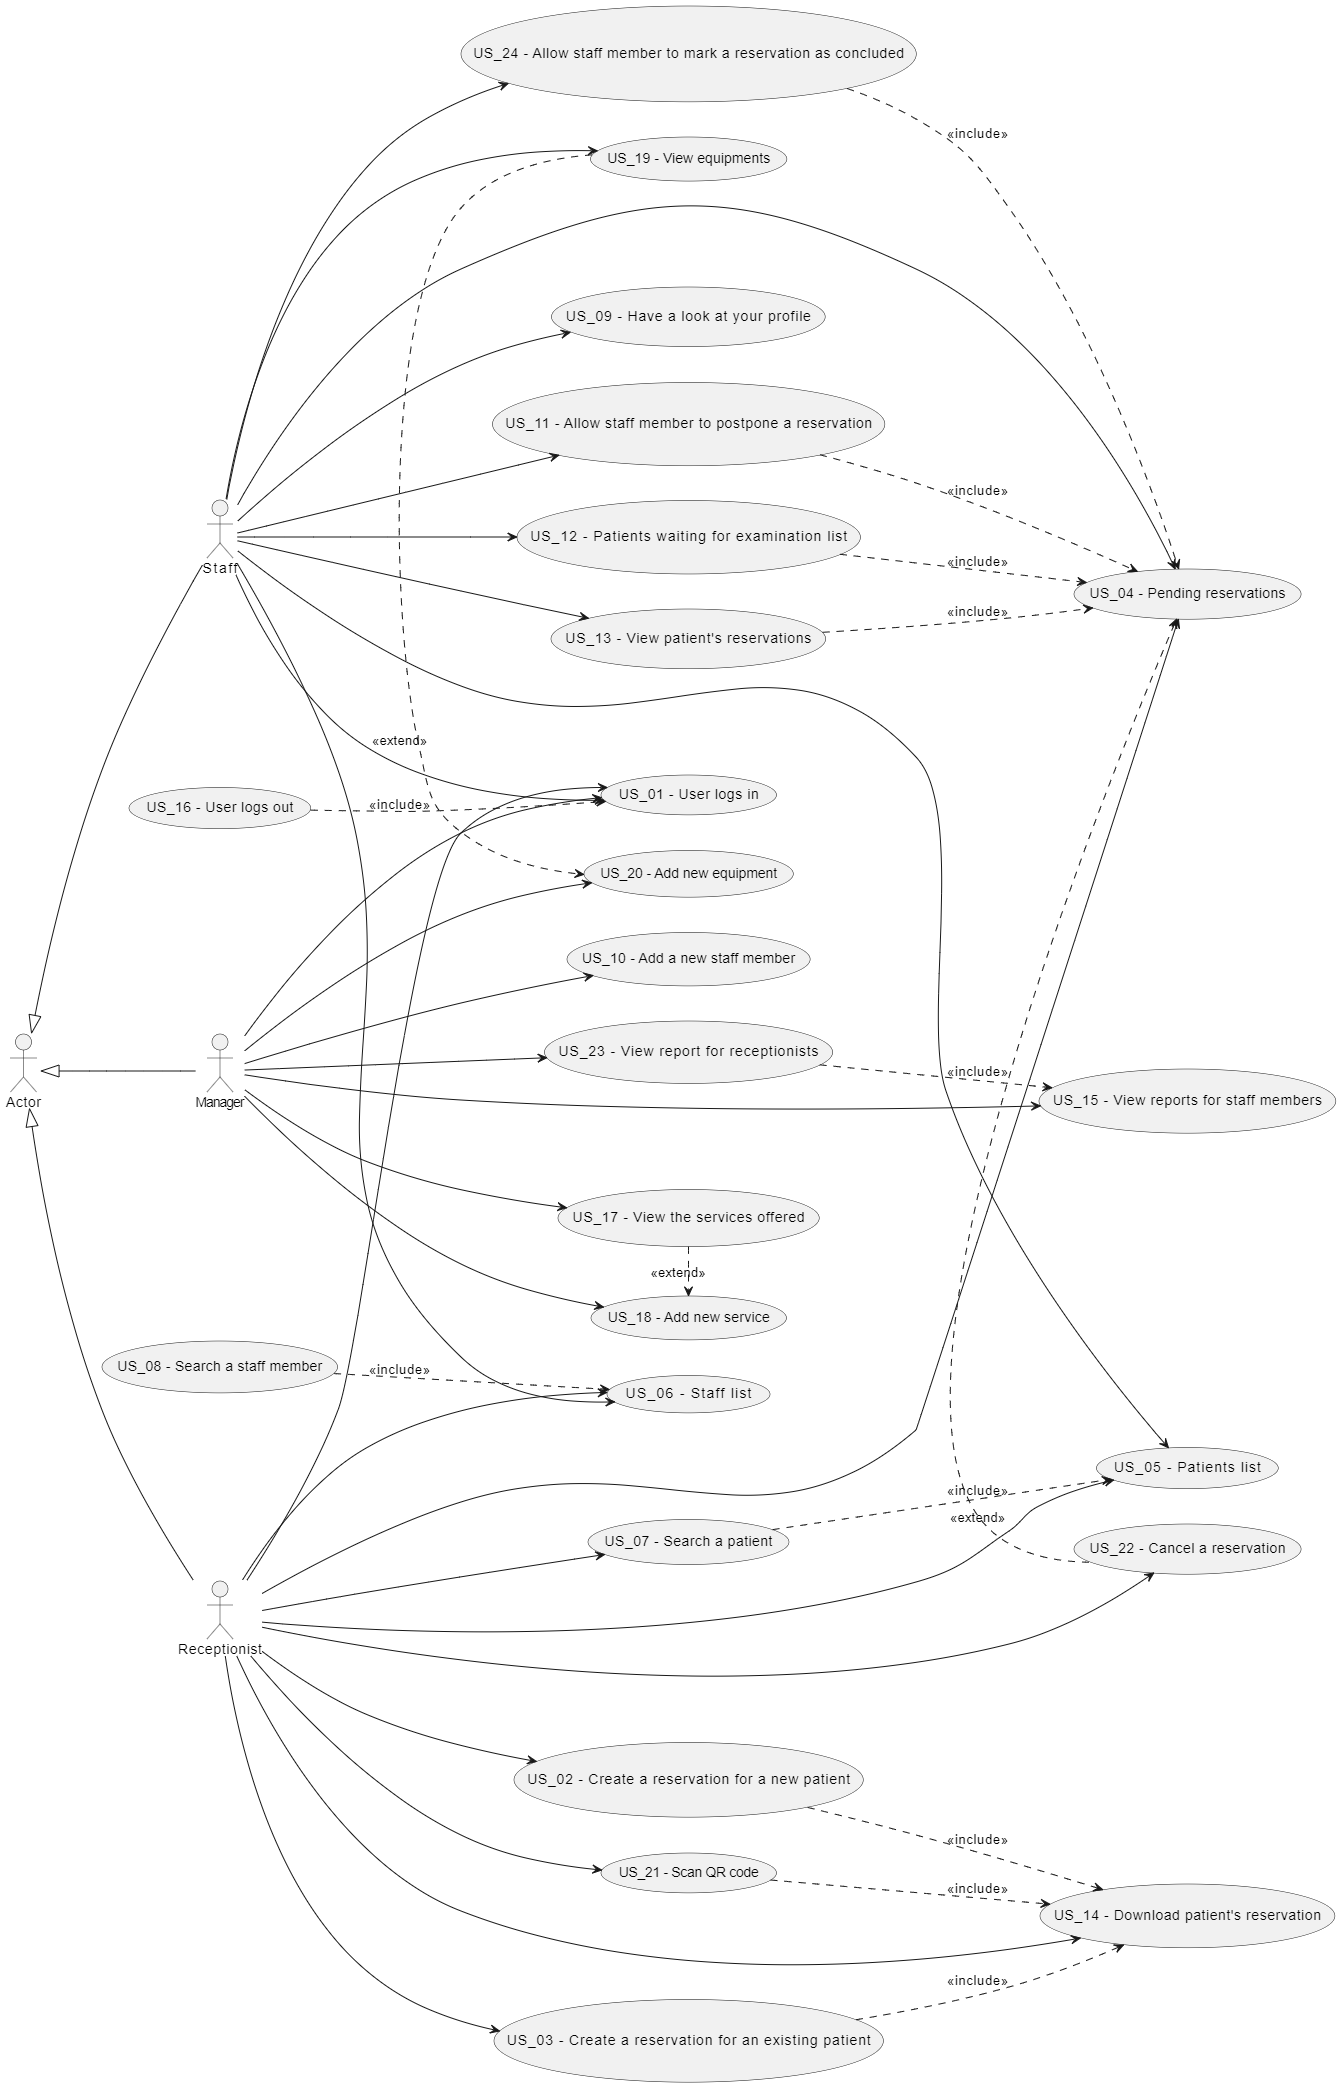 US_24 - Allow staff member to mark a reservation as concluded
«include»
US_19 - View equipments
US_09 - Have a look at your profile
US_11 - Allow staff member to postpone a reservation
«include»
US_12 - Patients waiting for examination list
«include»
Staff
US_04 - Pending reservations
«include»
US_13 - View patient's reservations
«extend»
US_16 - User logs out
«include»
US_01 - User logs in
US_20 - Add new equipment
US_10 - Add a new staff member
US_23 - View report for receptionists
«include»
Actor
Manager
US_15 - View reports for staff members
US_17 - View the services offered
«extend»
US_18 - Add new service
US_08 - Search a staff member
«include»
US_06 - Staff list
US_05 - Patients list
«include»
«extend»
US_07 - Search a patient
US_22 - Cancel a reservation
Receptionist
US_02 - Create a reservation for a new patient
«include»
US_21 - Scan QR code
«include»
US_14 - Download patient's reservation
«include»
US_03 - Create a reservation for an existing patient